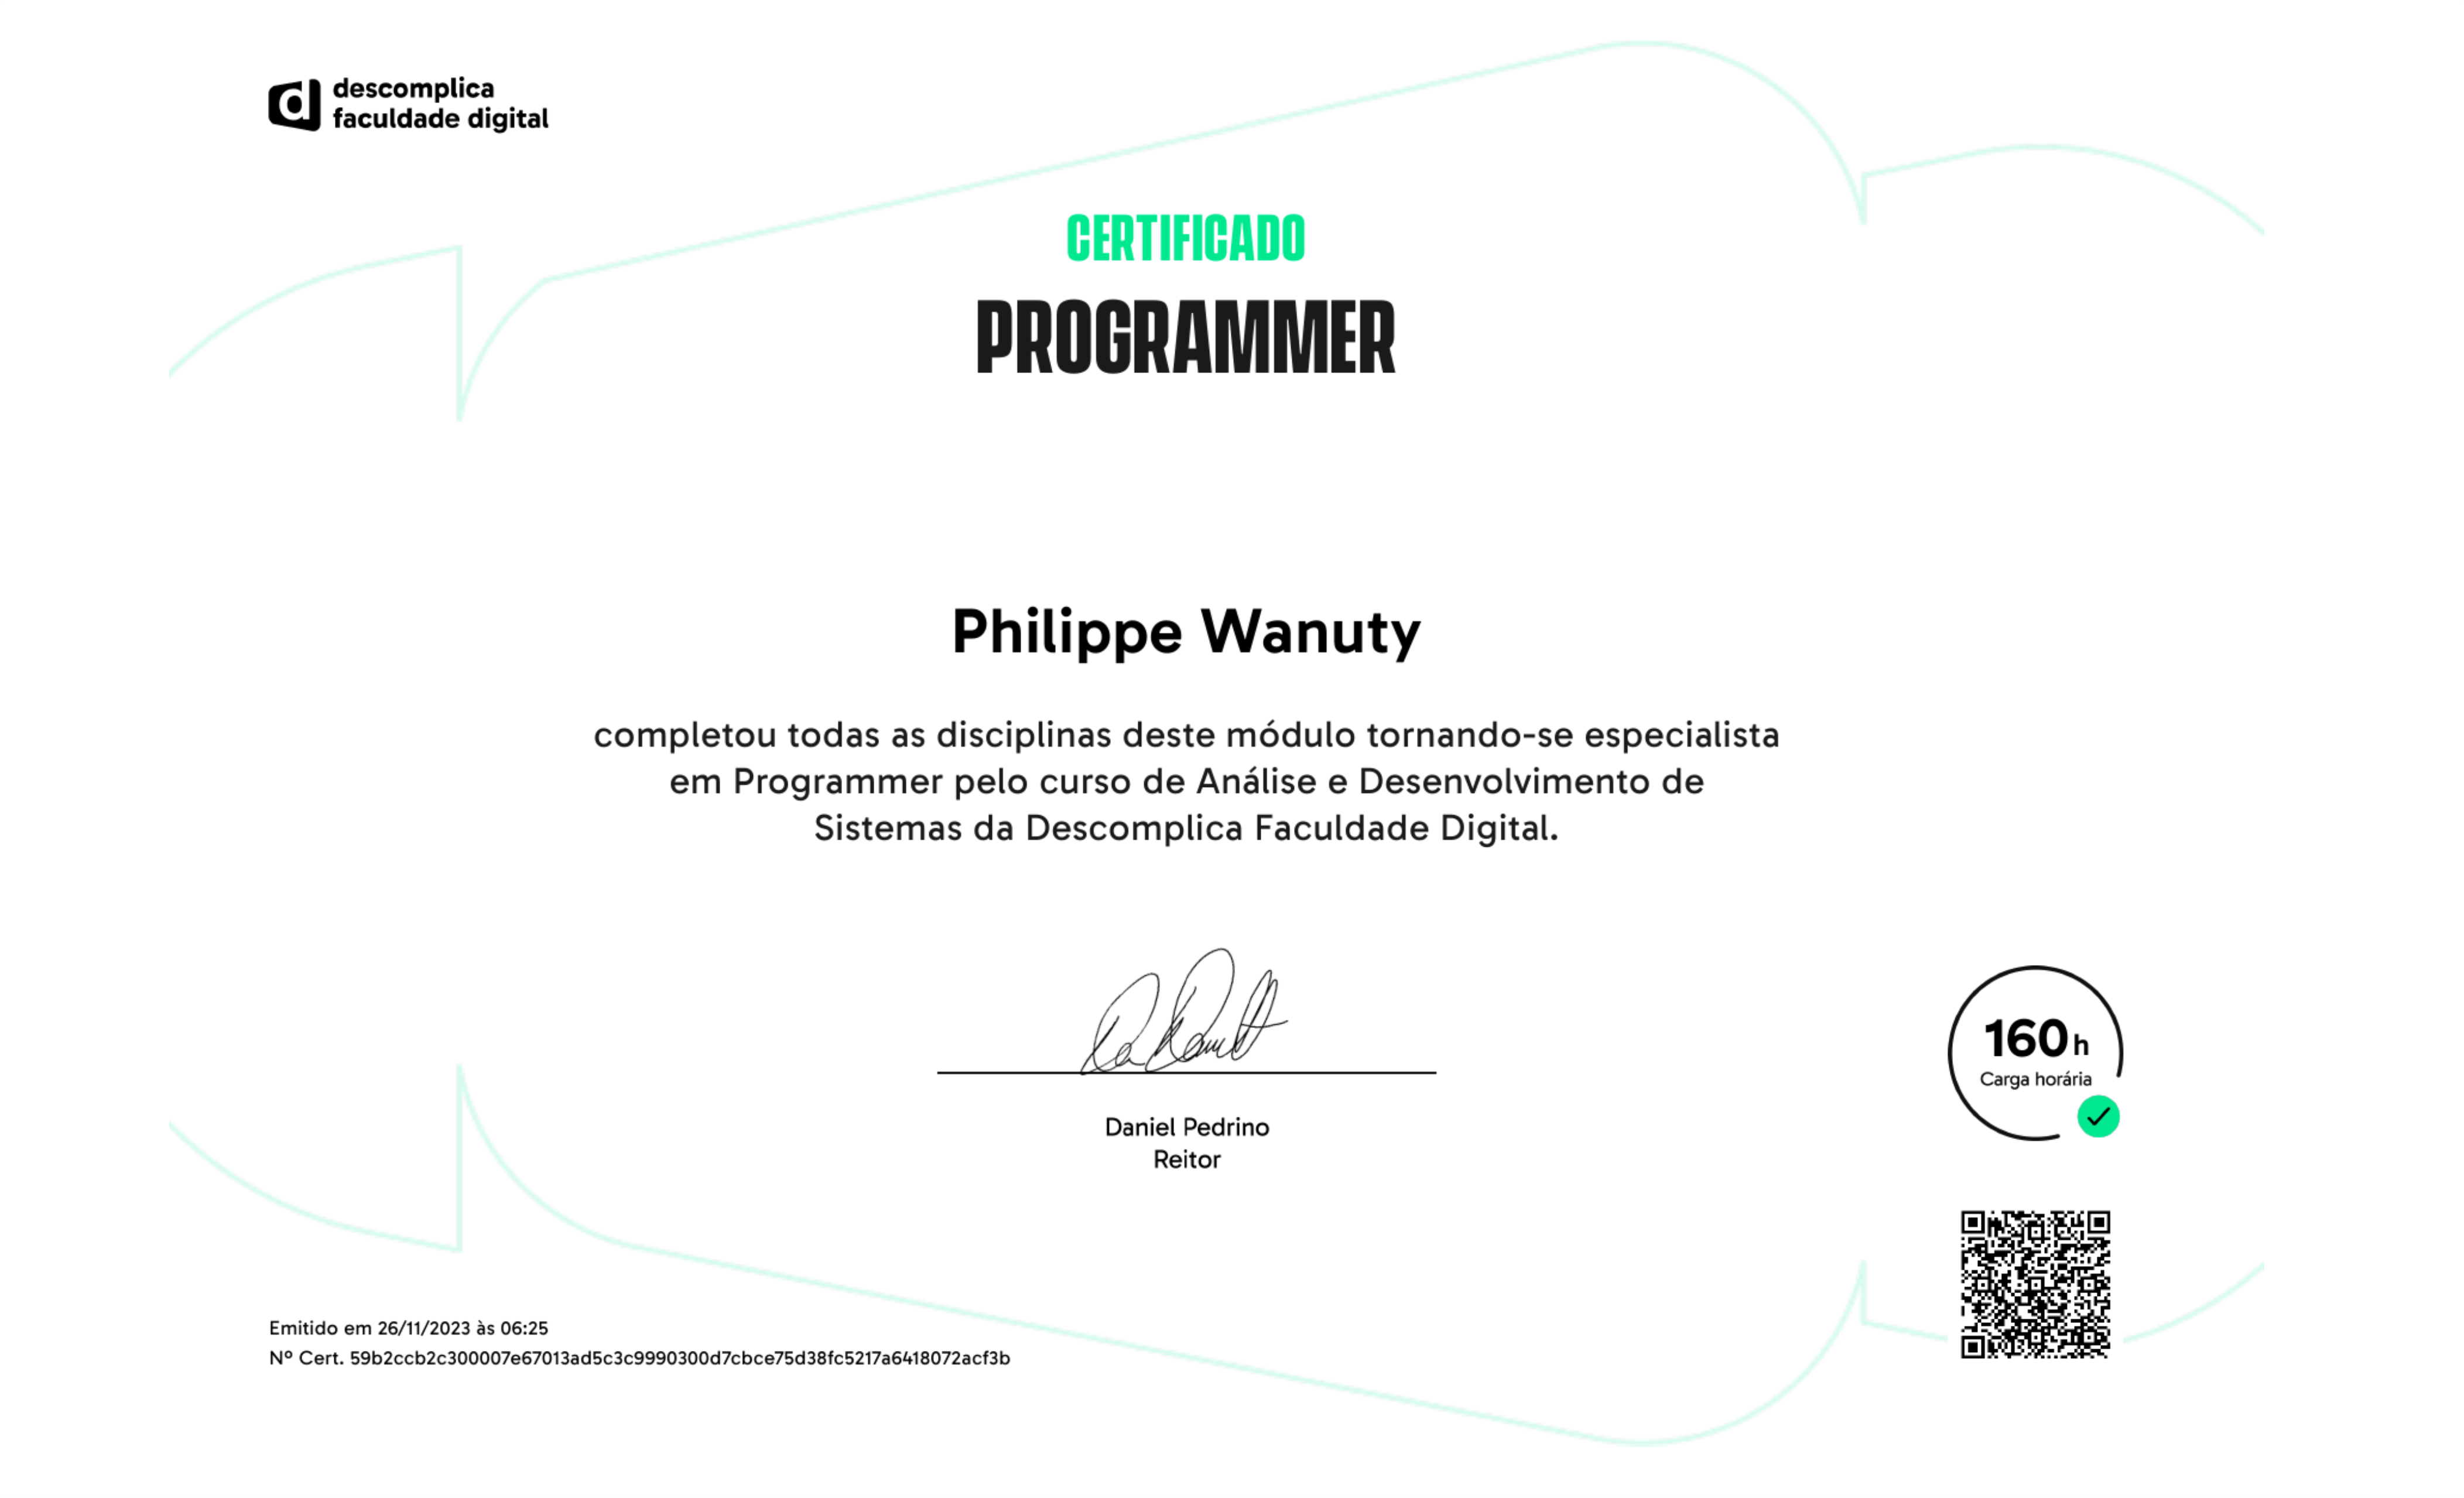 descomplica
faculdade digital
CERTIFICADO
PROGRAMMER
Philippe Wanuty
completou todas as disciplinas deste módulo tornando-se especialista
em Programmer pelo curso de Análise e Desenvolvimento de
Sistemas da Descomplica Faculdade Digital.
Daniel Pedrino
Reitor
160 h
Carga horária
Emitido em 26/11/2023 às 06:25
Nº Cert. 59b2ccb2c300007e67013ad5c3c9990300d7cbce75d38fc5217a6418072acf3b